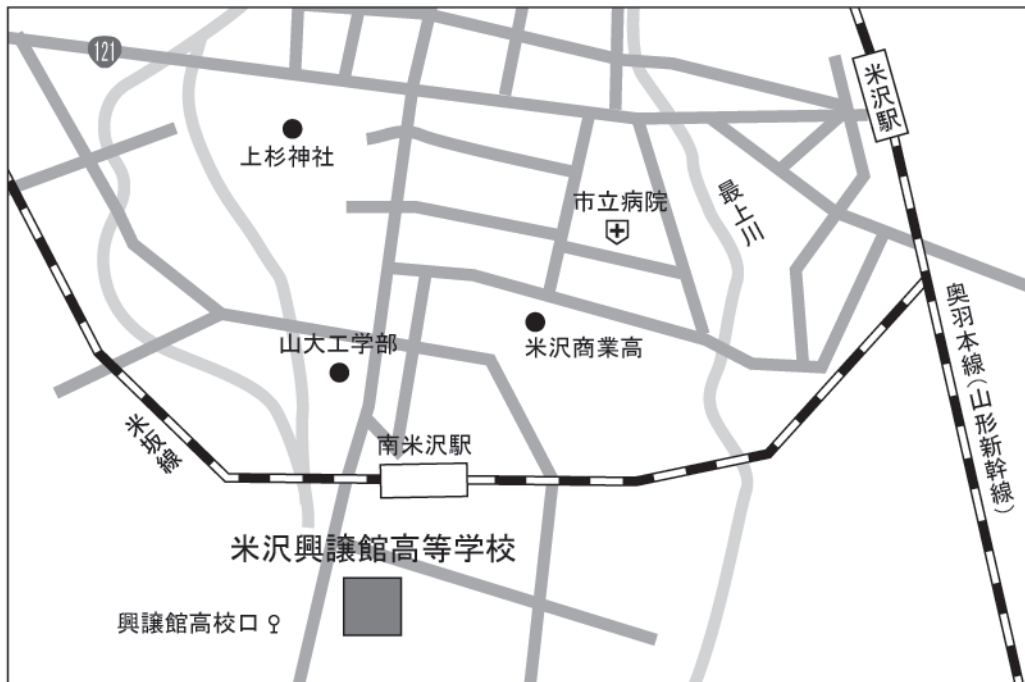 121
米沢駅
上杉神社
市立病院
最上川
奥羽本線(山形新幹線)
山大工学部
米沢商業高
米坂線
南米沢駅
米沢興譲館高等学校
興譲館高校口